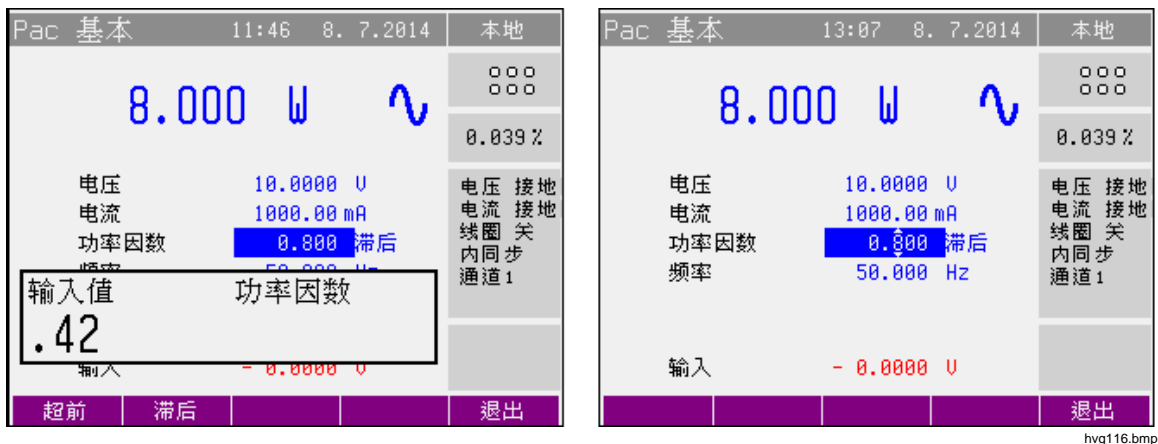 Pac 基本 11:46 8. 7.2014 本地
8.000 W
0.039%
电压 10.0000 V
电流 1000.00 mA
功率因数 0.800 滞后
电压 接地
电流 接地
线圈 关
内同步
通道1
输入值 功率因数
.42
输入 - 0.0000 V
超前 滞后 退出
Pac 基本 13:07 8. 7.2014 本地
8.000 W
0.039%
电压 10.0000 V
电流 1000.00 mA
功率因数 0.800 滞后
频率 50.000 Hz
电压 接地
电流 接地
线圈 关
内同步
通道1
输入 - 0.0000 V
退出
hvg116.bmp